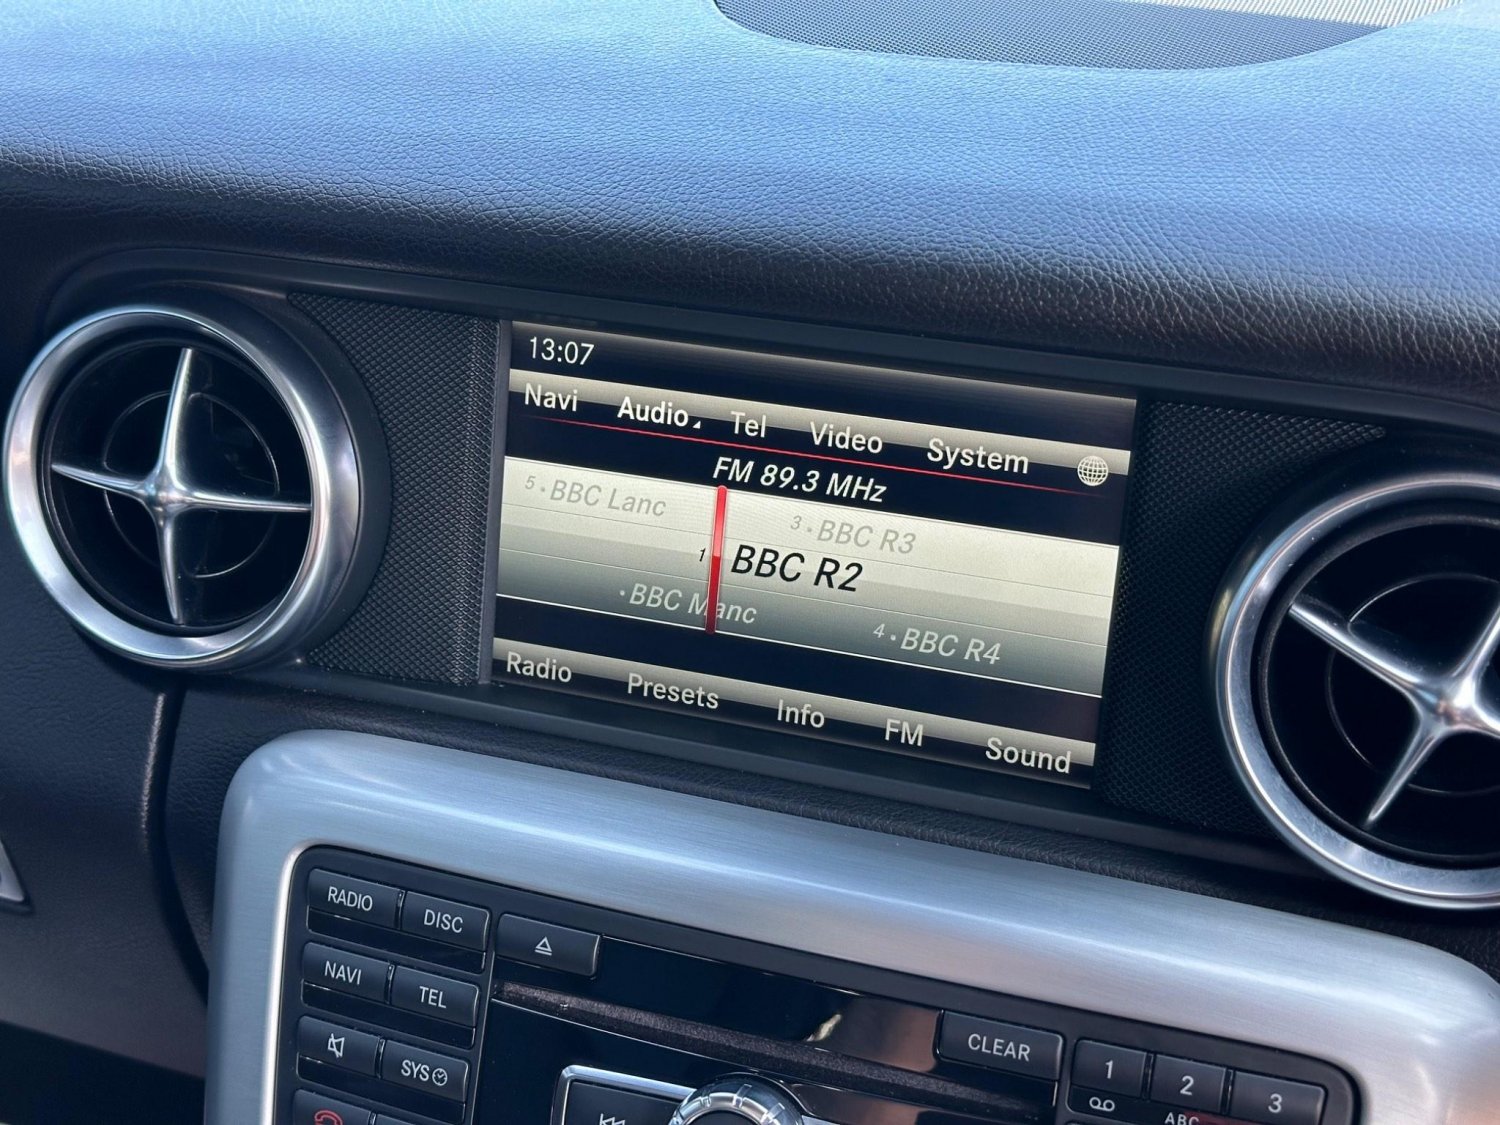 13:07
Navi Audio Tel Video System
FM 89.3 MHz
5 · BBC Lanc
3 · BBC R3
1 BBC R2
· BBC Manc
4 · BBC R4
Radio Presets Info FM Sound
RADIO DISC
NAVI TEL
SYS
CLEAR
1 2 3
ABC